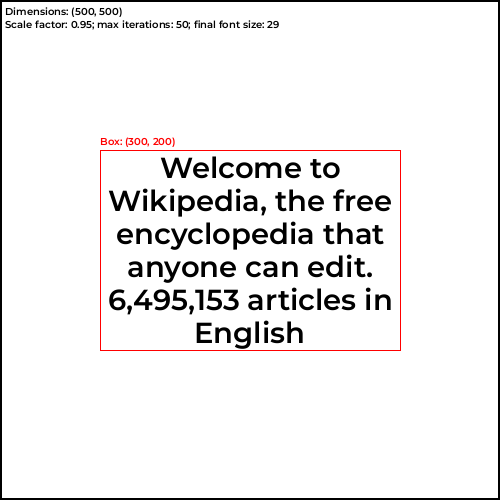 Dimensions: (500, 500)
Scale factor: 0.95; max iterations: 50; final font size: 29
Box: (300, 200)
Welcome to
Wikipedia, the free
encyclopedia that
anyone can edit.
6,495,153 articles in
English